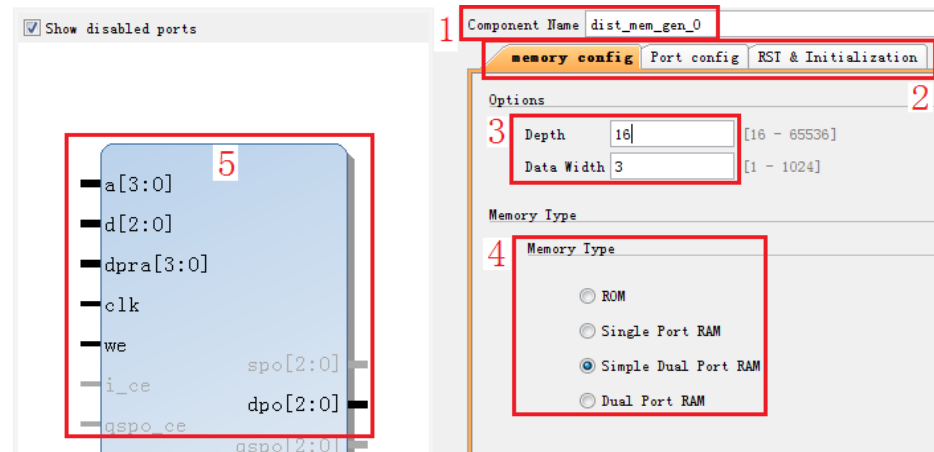 Show disabled ports
5
a[3:0]
d[2:0]
dpra[3:0]
clk
we
spo[2:0]
i_ce
dpo[2:0]
qspo_ce
qspo[2:0]
1
Component Name dist_mem_gen_0
memory config Port config RST & Initialization
2
Options
3
Depth 16 [16 - 65536]
Data Width 3 [1 - 1024]
Memory Type
4
Memory Type
ROM
Single Port RAM
Simple Dual Port RAM
Dual Port RAM